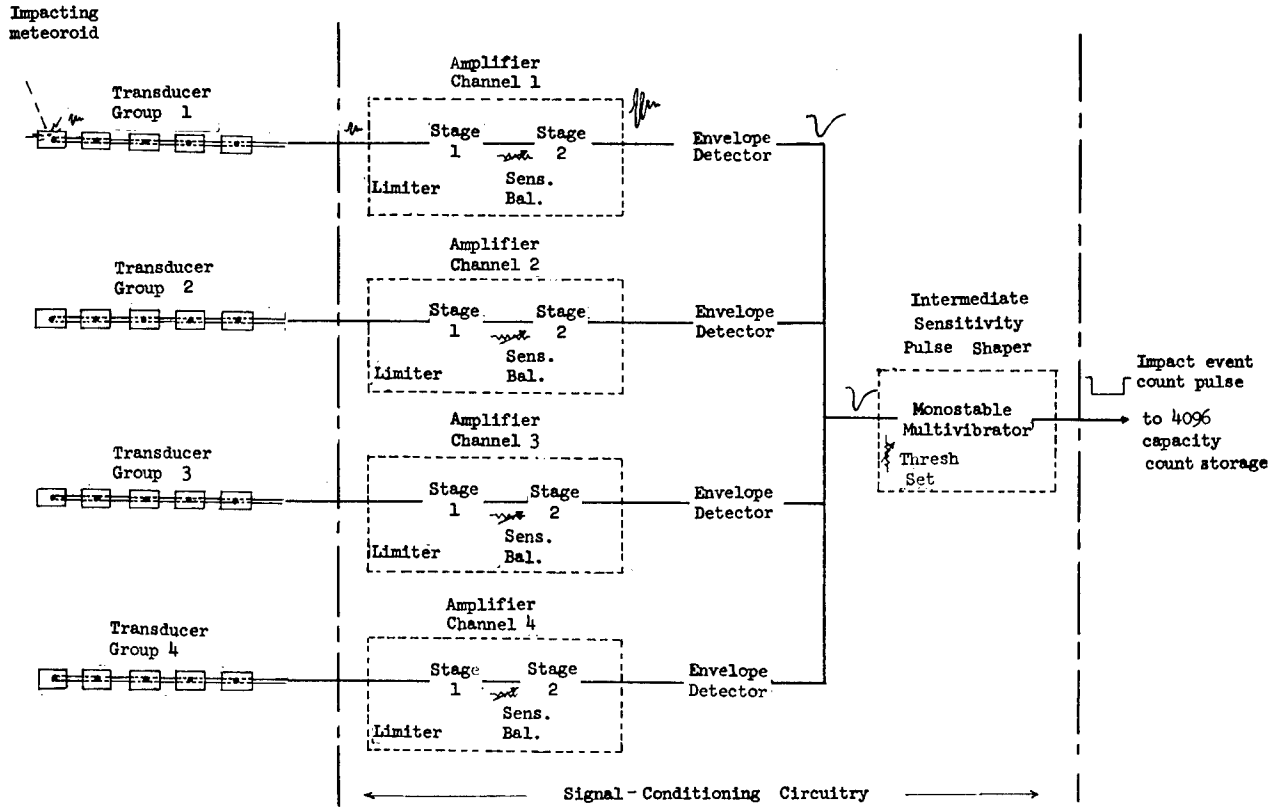 Impacting
meteoroid
Transducer
Group 1
Amplifier
Channel 1
Stage
1
Stage
2
Sens.
Bal.
Limiter
Envelope
Detector
Transducer
Group 2
Amplifier
Channel 2
Stage
1
Stage
2
Sens.
Bal.
Limiter
Envelope
Detector
Intermediate
Sensitivity
Pulse Shaper
Monostable
Multivibrator
Thresh
Set
Impact event
count pulse
to 4096
capacity
count storage
Transducer
Group 3
Amplifier
Channel 3
Stage
1
Stage
2
Sens.
Bal.
Limiter
Envelope
Detector
Transducer
Group 4
Amplifier
Channel 4
Stage
1
Stage
2
Sens.
Bal.
Limiter
Envelope
Detector
Signal-Conditioning Circuitry